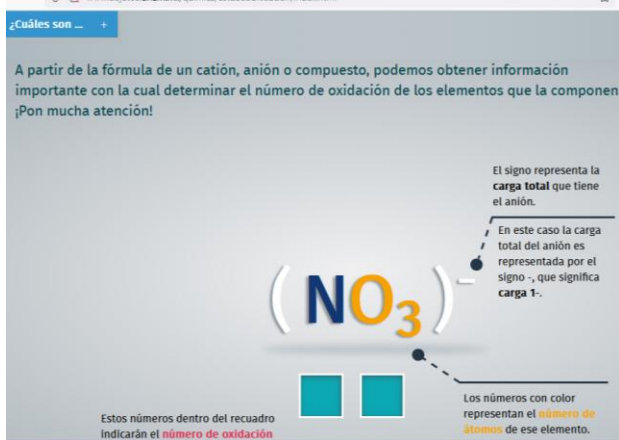 ¿Cuáles son ... +
A partir de la fórmula de un catión, anión o compuesto, podemos obtener información
importante con la cual determinar el número de oxidación de los elementos que la componen
¡Pon mucha atención!
El signo representa la
carga total que tiene
el anión.
En este caso la carga
total del anión es
representada por el
signo -, que significa
carga 1-.
(NO₃)⁻
Los números con color
representan el número de
átomos de ese elemento.
Estos números dentro del recuadro
indicarán el número de oxidación